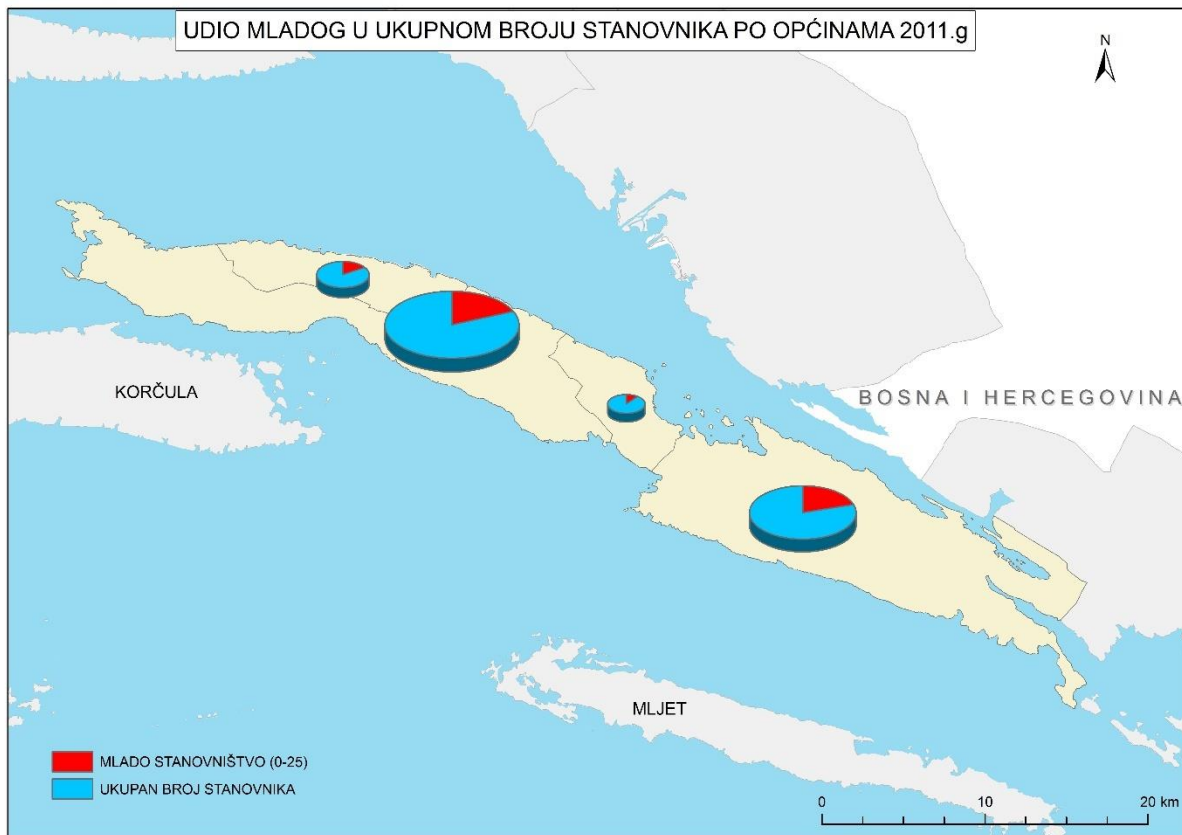 UDIO MLADOG U UKUPNOM BROJU STANOVNIKA PO OPĆINAMA 2011.g
N
KORČULA
BOSNA I HERCEGOVINA
MLJET
MLADO STANOVNIŠTVO (0-25)
UKUPAN BROJ STANOVNIKA
0 10 20 km